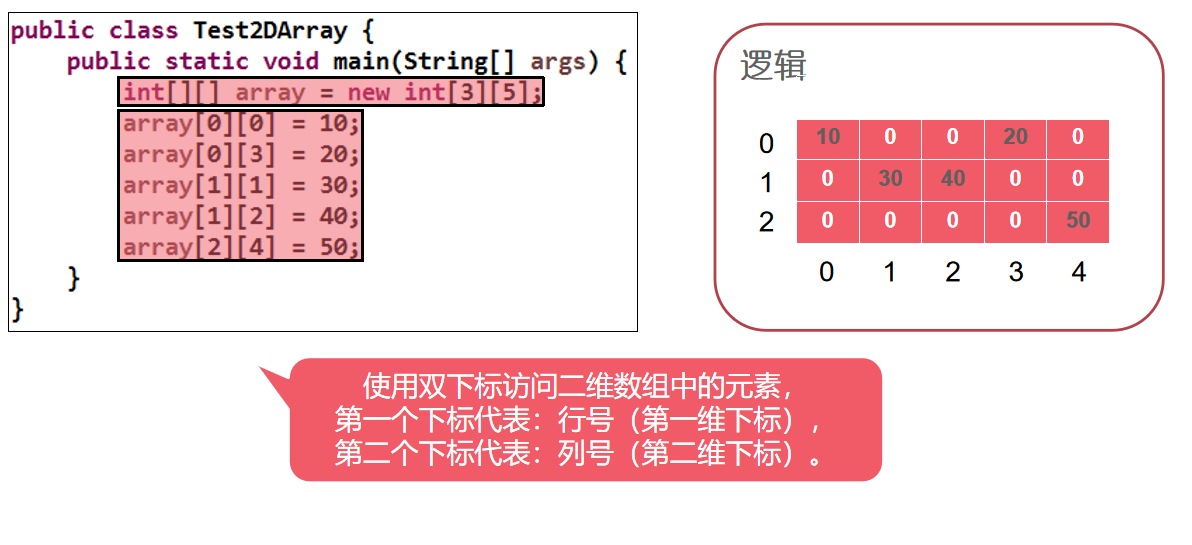 public class Test2DArray {
public static void main(String[] args) {
int[][] array = new int[3][5];
array[0][0] = 10;
array[0][3] = 20;
array[1][1] = 30;
array[1][2] = 40;
array[2][4] = 50;
}
}
逻辑
0 10 0 0 20 0
1 0 30 40 0 0
2 0 0 0 0 50
0 1 2 3 4
使用双下标访问二维数组中的元素，
第一个下标代表：行号（第一维下标），
第二个下标代表：列号（第二维下标）。